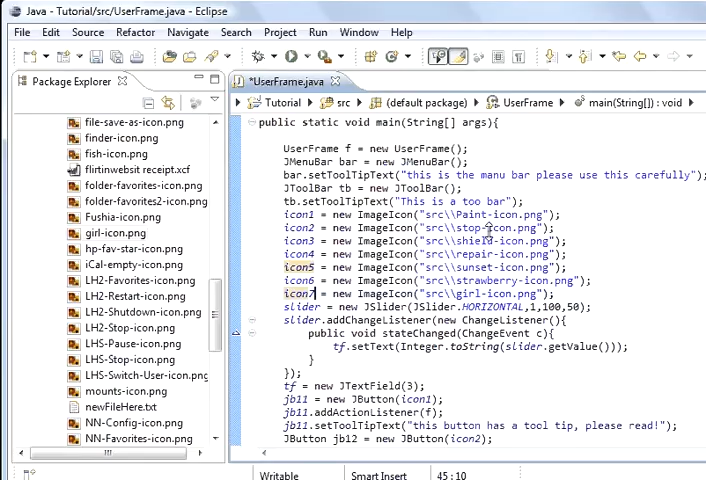 Java - Tutorial/src/UserFrame.java - Eclipse
File Edit Source Refactor Navigate Search Project Run Window Help
Package Explorer
*UserFrame.java
Tutorial src (default package) UserFrame main(String[]) : void
file-save-as-icon.png
finder-icon.png
fish-icon.png
flirtinwebsit receipt.xcf
folder-favorites-icon.png
folder-favorites2-icon.png
Fushia-icon.png
girl-icon.png
hp-fav-star-icon.png
iCal-empty-icon.png
LH2-Favorites-icon.png
LH2-Restart-icon.png
LH2-Shutdown-icon.png
LH2-Stop-icon.png
LHS-Pause-icon.png
LHS-Stop-icon.png
LHS-Switch-User-icon.png
mounts-icon.png
newFileHere.txt
NN-Config-icon.png
NN-Favorites-icon.png
public static void main(String[] args){
UserFrame f = new UserFrame();
JMenuBar bar = new JMenuBar();
bar.setToolTipText("this is the manu bar please use this carefully")
JToolBar tb = new JToolBar();
tb.setToolTipText("This is a too bar");
icon1 = new ImageIcon("src\\Paint-icon.png");
icon2 = new ImageIcon("src\\stop-icon.png");
icon3 = new ImageIcon("src\\shield-icon.png");
icon4 = new ImageIcon("src\\repair-icon.png");
icon5 = new ImageIcon("src\\sunset-icon.png");
icon6 = new ImageIcon("src\\strawberry-icon.png");
icon7 = new ImageIcon("src\\girl-icon.png");
slider = new JSlider(JSlider.HORIZONTAL,1,100,50);
slider.addChangeListener(new ChangeListener(){
public void stateChanged(ChangeEvent c){
tf.setText(Integer.toString(slider.getValue()));
}
});
tf = new JTextField(3);
jb11 = new JButton(icon1);
jb11.addActionListener(f);
jb11.setToolTipText("this button has a tool tip, please read!");
JButton jb12 = new JButton(icon2);
Writable Smart Insert 45 : 10